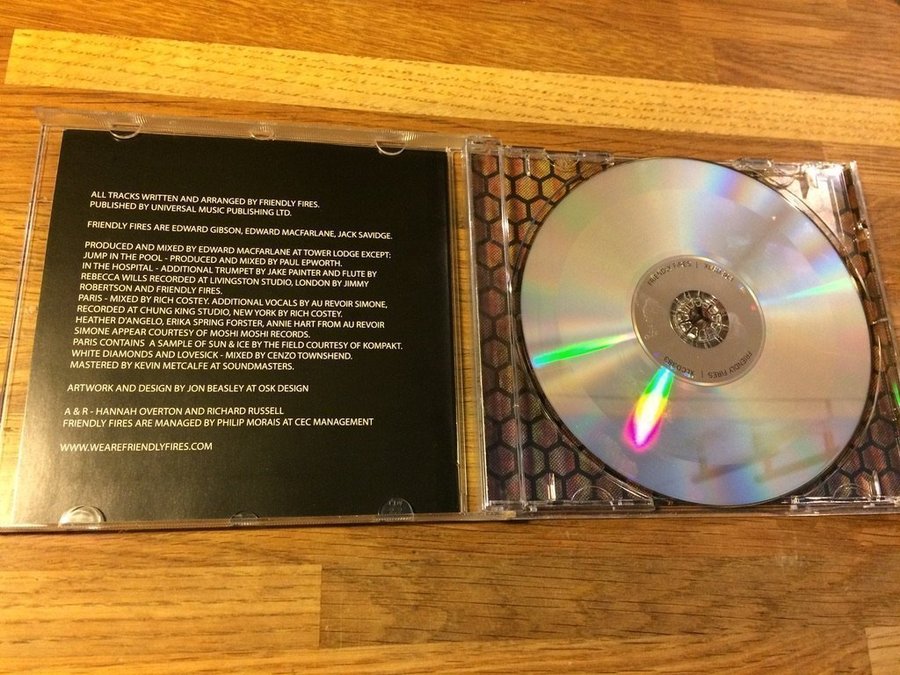 ALL TRACKS WRITTEN AND ARRANGED BY FRIENDLY FIRES.
PUBLISHED BY UNIVERSAL MUSIC PUBLISHING LTD.
FRIENDLY FIRES ARE EDWARD GIBSON, EDWARD MACFARLANE, JACK SAVIDGE.
PRODUCED AND MIXED BY EDWARD MACFARLANE AT TOWER LODGE EXCEPT:
JUMP IN THE POOL - PRODUCED AND MIXED BY PAUL EPWORTH.
IN THE HOSPITAL - ADDITIONAL TRUMPET BY JAKE PAINTER AND FLUTE BY
REBECCA WILLS RECORDED AT LIVINGSTON STUDIO, LONDON BY JIMMY
ROBERTSON AND FRIENDLY FIRES.
PARIS - MIXED BY RICH COSTEY. ADDITIONAL VOCALS BY AU REVOIR SIMONE,
RECORDED AT CHUNG KING STUDIO, NEW YORK BY RICH COSTEY.
HEATHER D'ANGELO, ERIKA SPRING FORSTER, ANNIE HART FROM AU REVOIR
SIMONE APPEAR COURTESY OF MOSHI MOSHI RECORDS.
PARIS CONTAINS A SAMPLE OF SUN & ICE BY THE FIELD COURTESY OF KOMPAKT.
WHITE DIAMONDS AND LOVESICK - MIXED BY CENZO TOWNSHEND.
MASTERED BY KEVIN METCALFE AT SOUNDMASTERS.
ARTWORK AND DESIGN BY JON BEASLEY AT OSK DESIGN
A & R - HANNAH OVERTON AND RICHARD RUSSELL
FRIENDLY FIRES ARE MANAGED BY PHILIP MORAIS AT CEC MANAGEMENT
WWW.WEAREFRIENDLYFIRES.COM
FRIENDLY FIRES |
FRIENDLY FIRES |